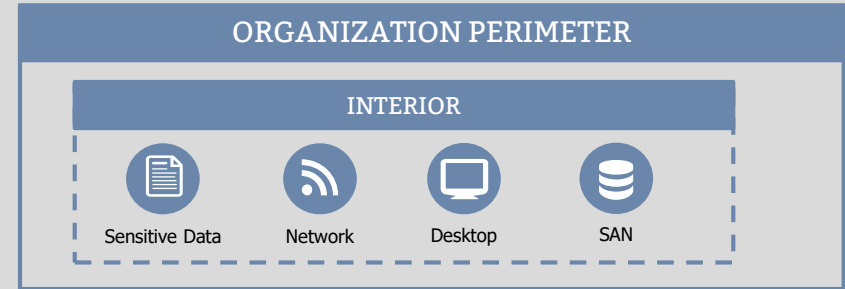 ORGANIZATION PERIMETER
INTERIOR
Sensitive Data Network Desktop SAN